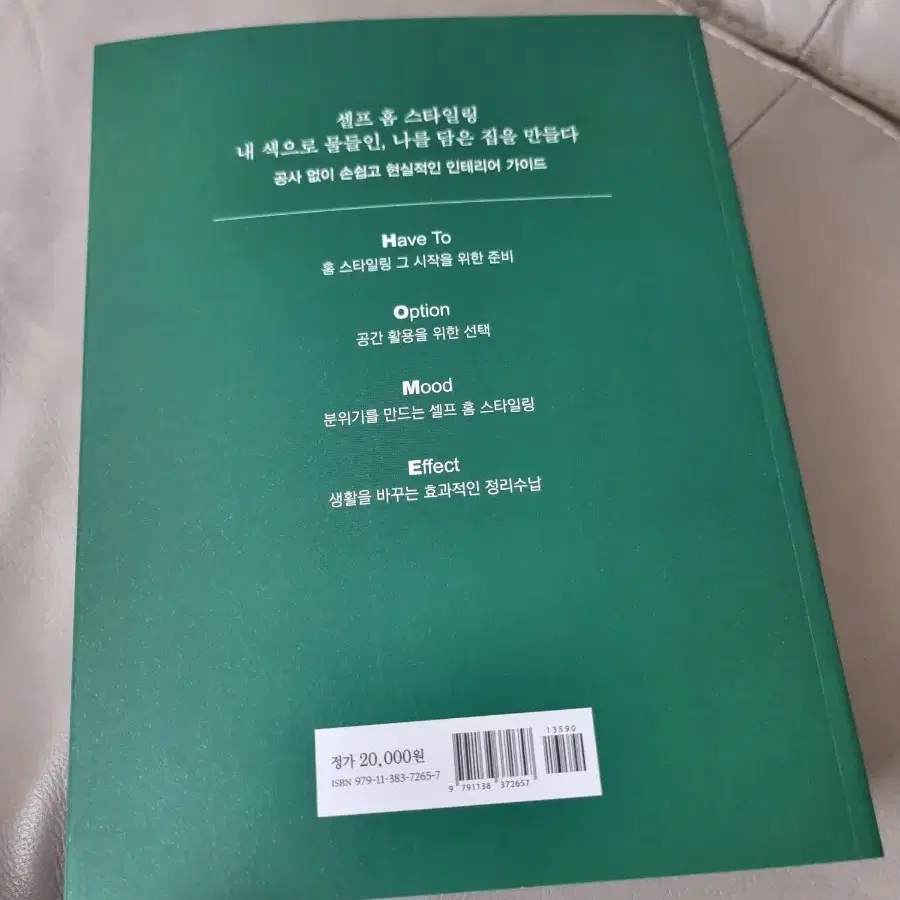 셀프 홈 스타일링
내 색으로 물들인, 나를 담은 집을 만들다
공사 없이 손쉽고 현실적인 인테리어 가이드
Have To
홈 스타일링 그 시작을 위한 준비
Option
공간 활용을 위한 선택
Mood
분위기를 만드는 셀프 홈 스타일링
Effect
생활을 바꾸는 효과적인 정리수납
정가 20,000원
ISBN 979-11-383-7265-7
13590
9 791138 372657